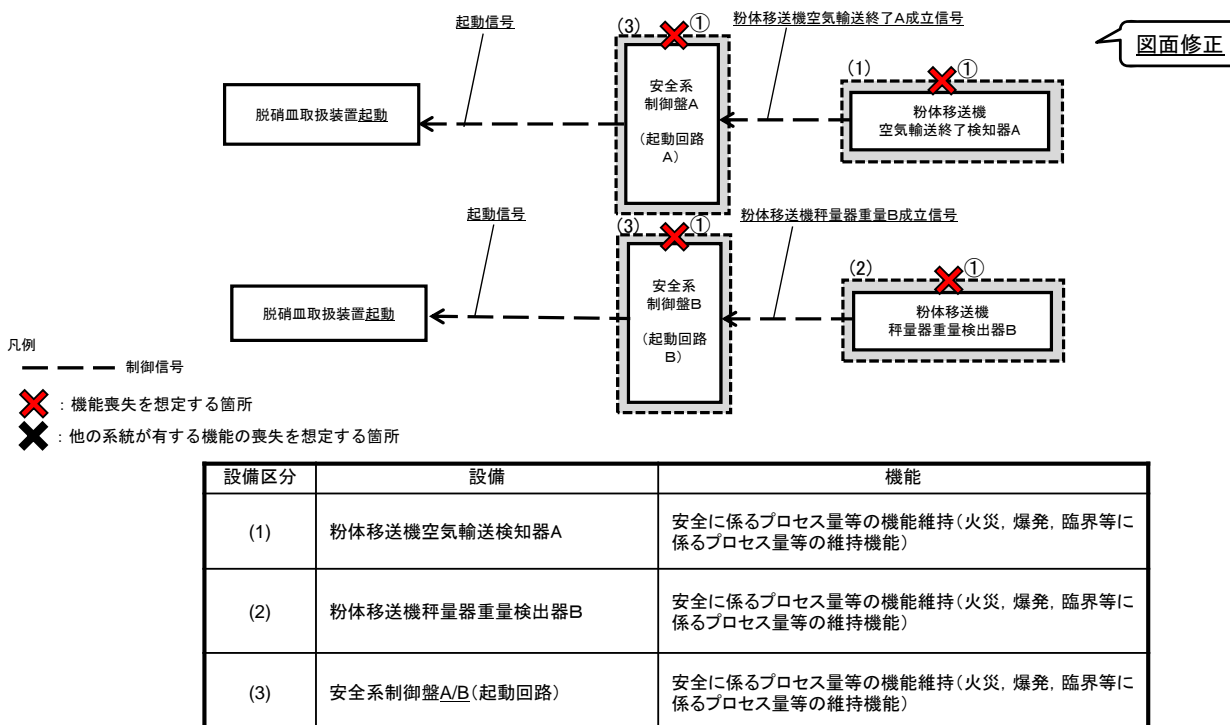 起動信号
(3)
①
粉体移送機空気輸送終了A成立信号
図面修正
(1)
①
脱硝皿取扱装置起動
安全系
制御盤A
(起動回路
A)
粉体移送機
空気輸送終了検知器A
起動信号
(3)
①
粉体移送機秤量器重量B成立信号
(2)
①
脱硝皿取扱装置起動
安全系
制御盤B
(起動回路
B)
粉体移送機
秤量器重量検出器B
凡例
制御信号
：機能喪失を想定する箇所
：他の系統が有する機能の喪失を想定する箇所
設備区分 設備 機能
(1) 粉体移送機空気輸送検知器A 安全に係るプロセス量等の機能維持(火災，爆発，臨界等に
係るプロセス量等の維持機能)
(2) 粉体移送機秤量器重量検出器B 安全に係るプロセス量等の機能維持(火災，爆発，臨界等に
係るプロセス量等の維持機能)
(3) 安全系制御盤A/B(起動回路) 安全に係るプロセス量等の機能維持(火災，爆発，臨界等に
係るプロセス量等の維持機能)